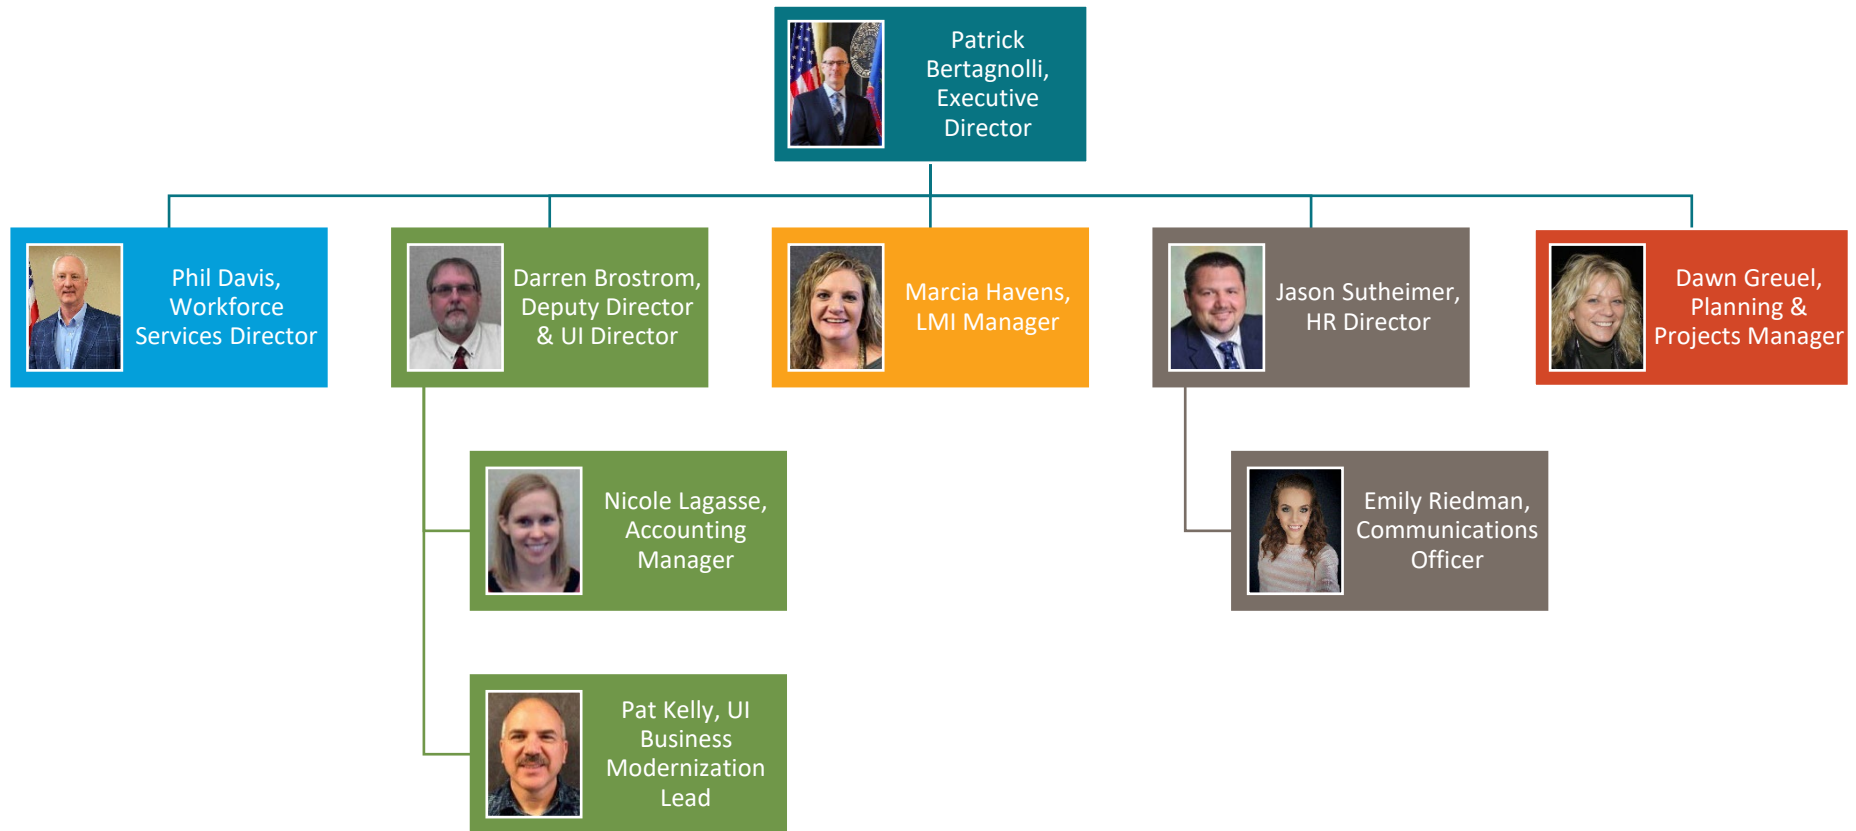 Patrick
Bertagnolli,
Executive
Director
Phil Davis,
Workforce
Services Director
Darren Brostrom,
Deputy Director
& UI Director
Marcia Havens,
LMI Manager
Jason Sutheimer,
HR Director
Dawn Greuel,
Planning &
Projects Manager
Nicole Lagasse,
Accounting
Manager
Emily Riedman,
Communications
Officer
Pat Kelly, UI
Business
Modernization
Lead